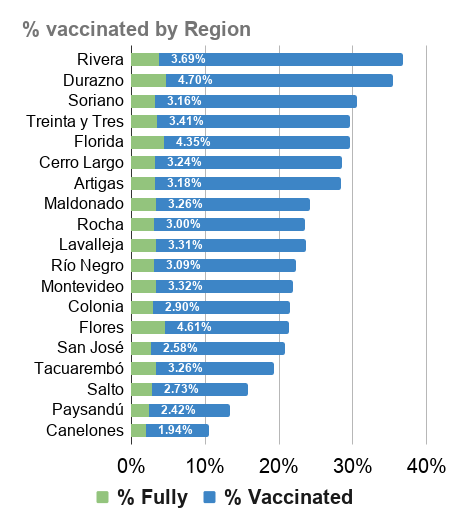 % vaccinated by Region
Rivera 3.69%
Durazno 4.70%
Soriano 3.16%
Treinta y Tres 3.41%
Florida 4.35%
Cerro Largo 3.24%
Artigas 3.18%
Maldonado 3.26%
Rocha 3.00%
Lavalleja 3.31%
Río Negro 3.09%
Montevideo 3.32%
Colonia 2.90%
Flores 4.61%
San José 2.58%
Tacuarembó 3.26%
Salto 2.73%
Paysandú 2.42%
Canelones 1.94%
0% 10% 20% 30% 40%
% Fully % Vaccinated